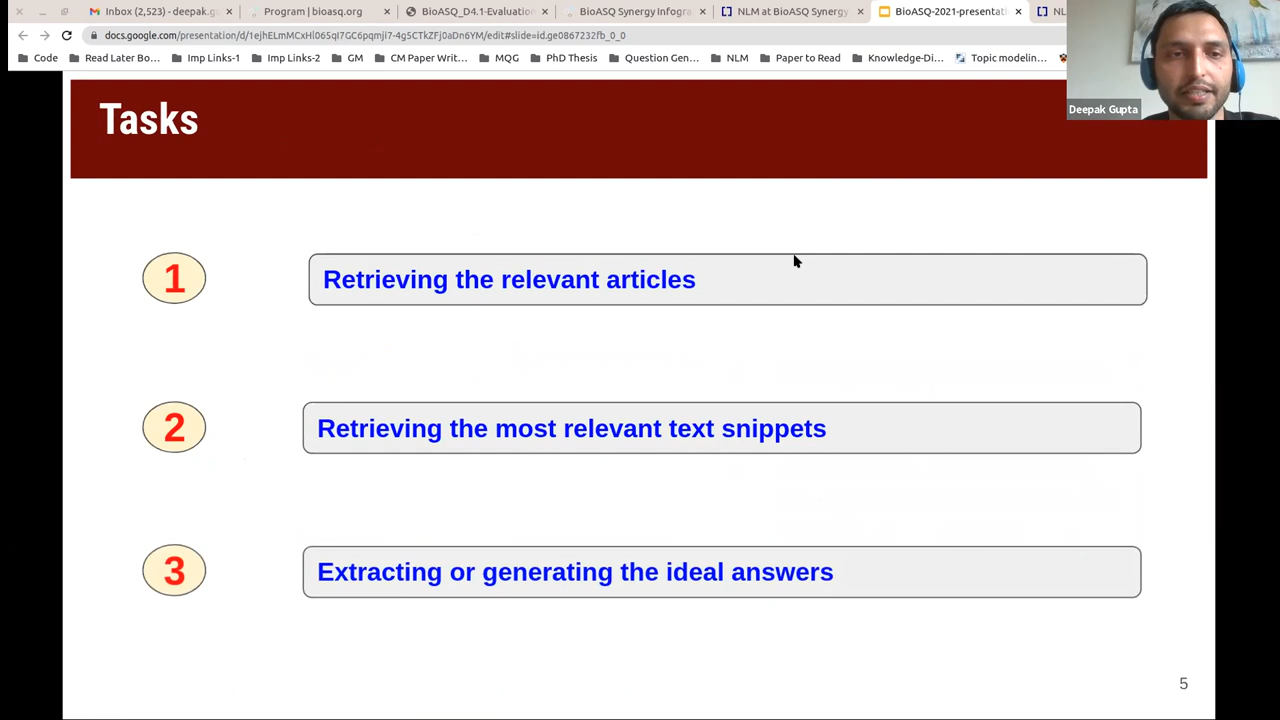 Inbox (2,523) - deepak.gu
Program | bioasq.org
BioASQ_D4.1-Evaluation
BioASQ Synergy Infogra
NLM at BioASQ Synergy
BioASQ-2021-presentati
NL
docs.google.com/presentation/d/1ejhELmMCxHl065qI7GC6pqmji7-4g5CTkZFj0aDn6YM/edit#slide=id.ge0867232fb_0_0
Code
Read Later Bo...
Imp Links-1
Imp Links-2
GM
CM Paper Writ...
MQG
PhD Thesis
Question Gen...
NLM
Paper to Read
Knowledge-Di...
Topic modelin...
Deepak Gupta
Tasks
1
Retrieving the relevant articles
2
Retrieving the most relevant text snippets
3
Extracting or generating the ideal answers
5